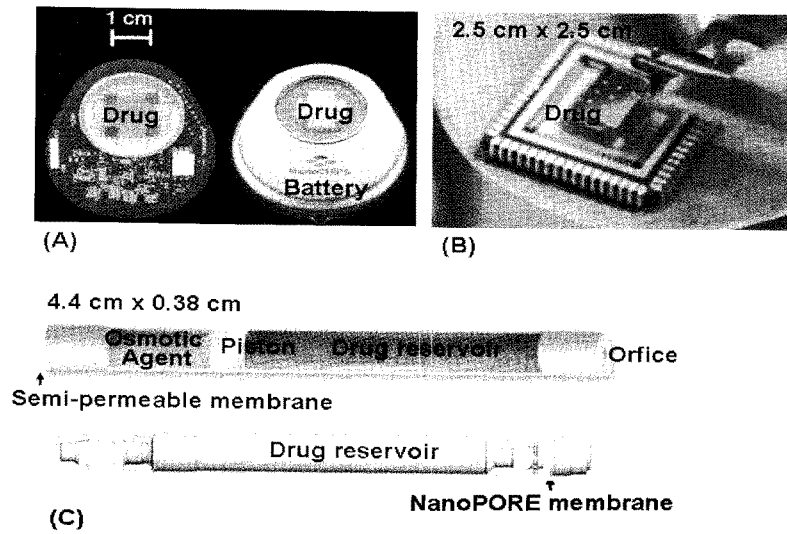 1 cm
Drug
Drug
Battery
(A)
2.5 cm x 2.5 cm
Drug
(B)
4.4 cm x 0.38 cm
Osmotic
Agent
Piston
Drug reservoir
Orfice
Semi-permeable membrane
Drug reservoir
NanoPORE membrane
(C)